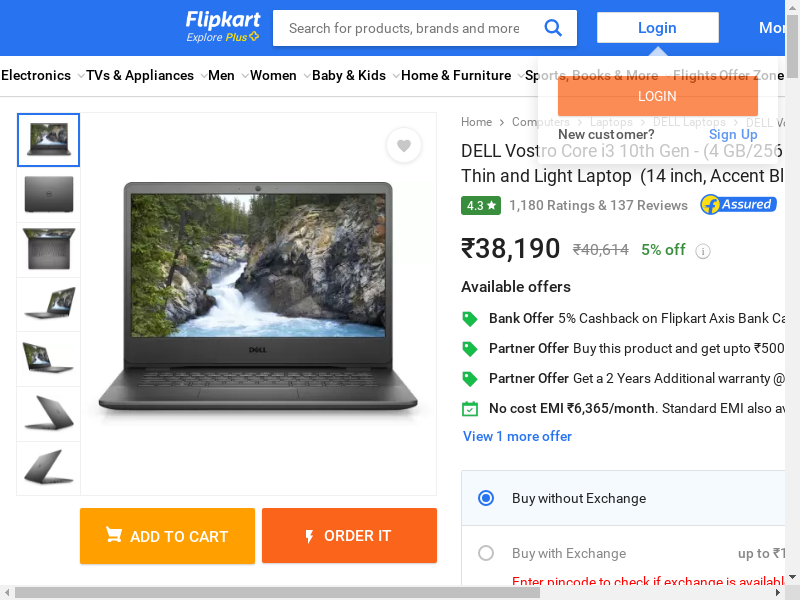 Flipkart
Explore Plus
Search for products, brands and more
Login
Mor
Electronics
TVs & Appliances
Men
Women
Baby & Kids
Home & Furniture
Sports, Books & More
Flights
Offer Zone
LOGIN
New customer?
Sign Up
Home
Computers
Laptops
DELL Laptops
DELL Vo
DELL Vostro Core i3 10th Gen - (4 GB/256
Thin and Light Laptop (14 inch, Accent Bl
4.3
1,180 Ratings & 137 Reviews
Assured
₹38,190
₹40,614
5% off
Available offers
Bank Offer 5% Cashback on Flipkart Axis Bank Ca
Partner Offer Buy this product and get upto ₹500
Partner Offer Get a 2 Years Additional warranty @
No cost EMI ₹6,365/month. Standard EMI also av
View 1 more offer
DELL
Buy without Exchange
ADD TO CART
ORDER IT
Buy with Exchange
up to ₹1
Enter pincode to check if exchange is availabl